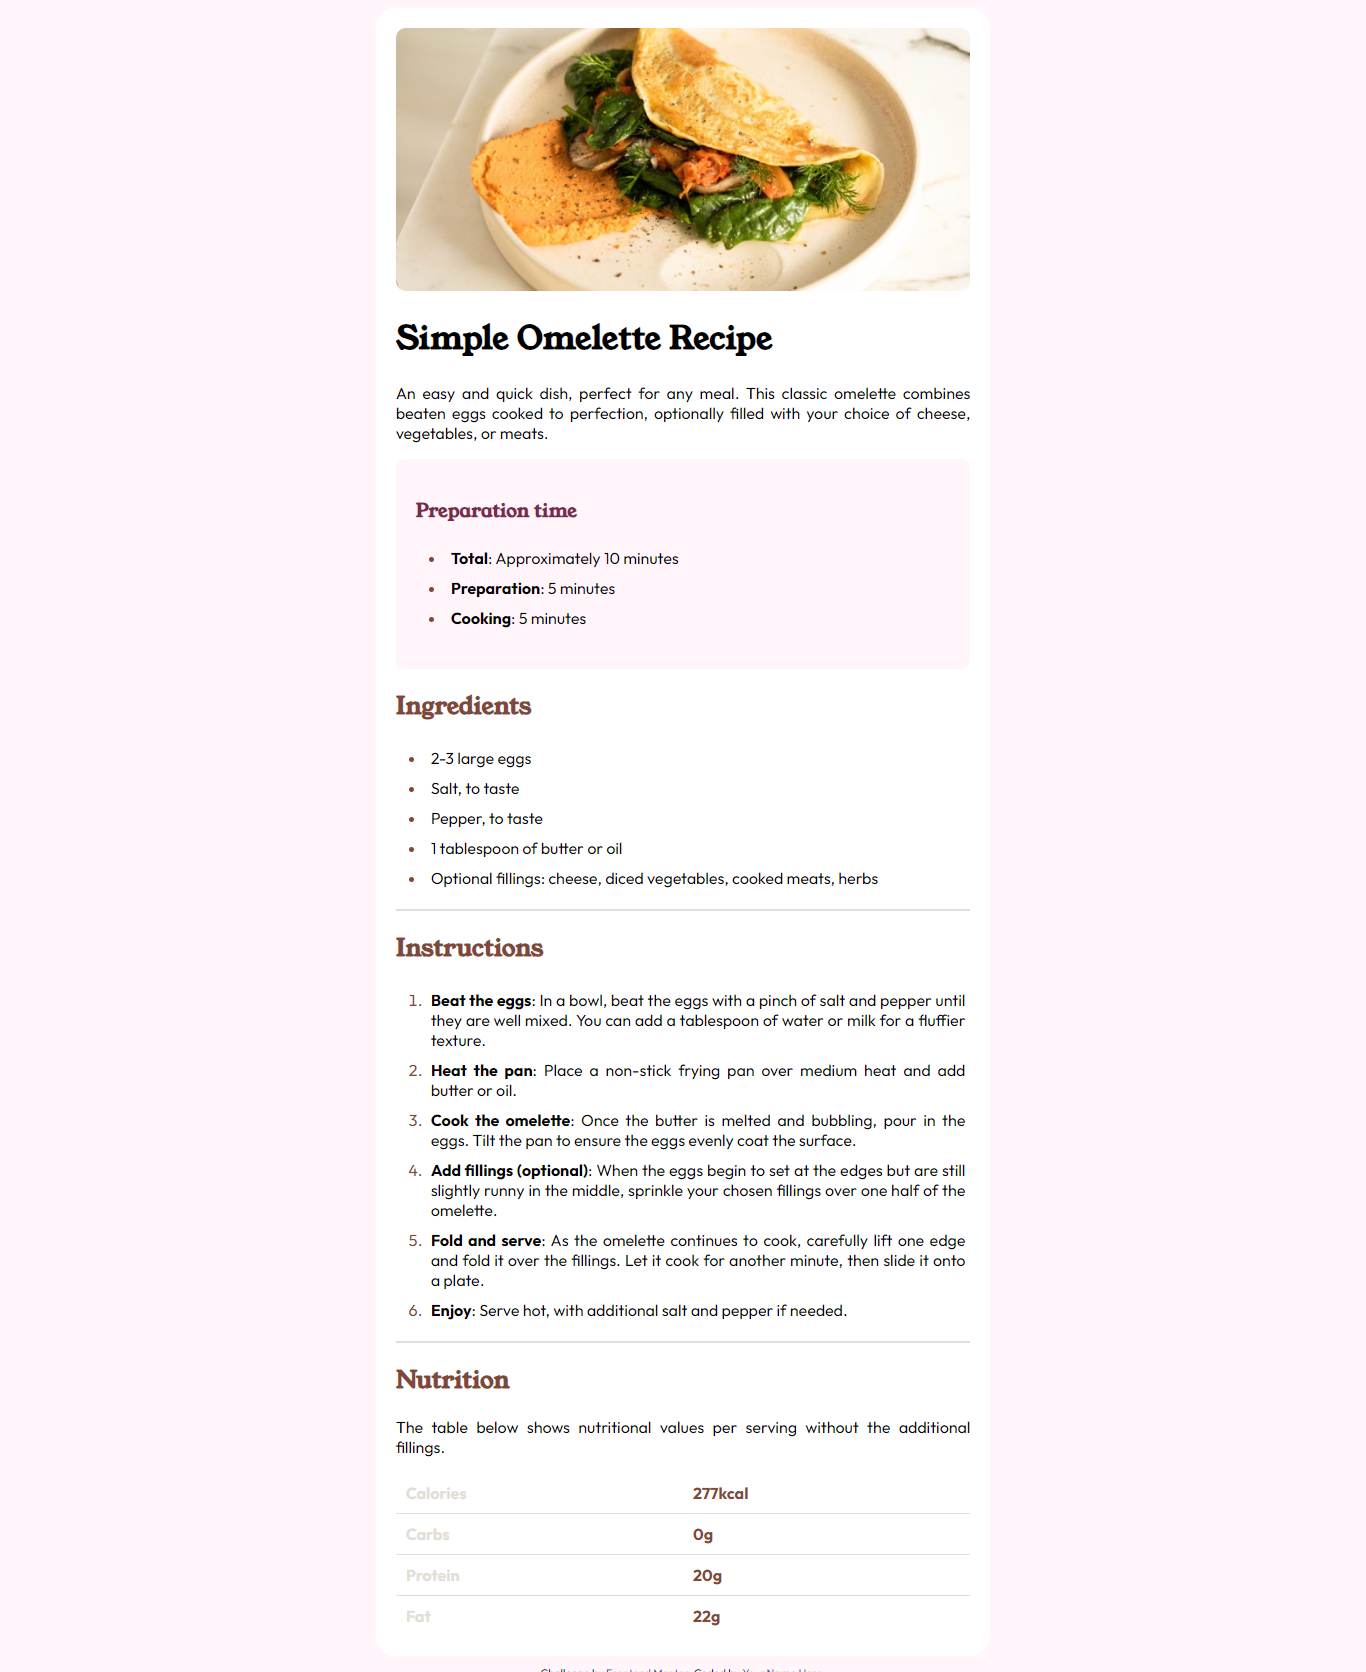 Simple Omelette Recipe
An easy and quick dish, perfect for any meal. This classic omelette combines
beaten eggs cooked to perfection, optionally filled with your choice of cheese,
vegetables, or meats.
Preparation time
• Total: Approximately 10 minutes
• Preparation: 5 minutes
• Cooking: 5 minutes
Ingredients
• 2-3 large eggs
• Salt, to taste
• Pepper, to taste
• 1 tablespoon of butter or oil
• Optional fillings: cheese, diced vegetables, cooked meats, herbs
Instructions
1. Beat the eggs: In a bowl, beat the eggs with a pinch of salt and pepper until
they are well mixed. You can add a tablespoon of water or milk for a fluffier
texture.
2. Heat the pan: Place a non-stick frying pan over medium heat and add
butter or oil.
3. Cook the omelette: Once the butter is melted and bubbling, pour in the
eggs. Tilt the pan to ensure the eggs evenly coat the surface.
4. Add fillings (optional): When the eggs begin to set at the edges but are still
slightly runny in the middle, sprinkle your chosen fillings over one half of the
omelette.
5. Fold and serve: As the omelette continues to cook, carefully lift one edge
and fold it over the fillings. Let it cook for another minute, then slide it onto
a plate.
6. Enjoy: Serve hot, with additional salt and pepper if needed.
Nutrition
The table below shows nutritional values per serving without the additional
fillings.
Calories 277kcal
Carbs 0g
Protein 20g
Fat 22g